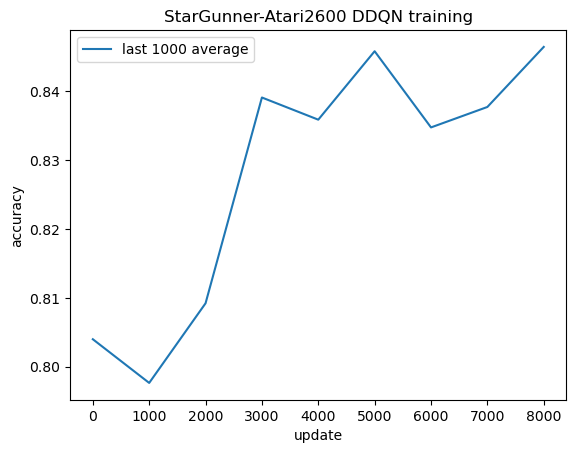 StarGunner-Atari2600 DDQN training
last 1000 average
0.84
0.83
0.82
0.81
0.80
accuracy
0 1000 2000 3000 4000 5000 6000 7000 8000
update